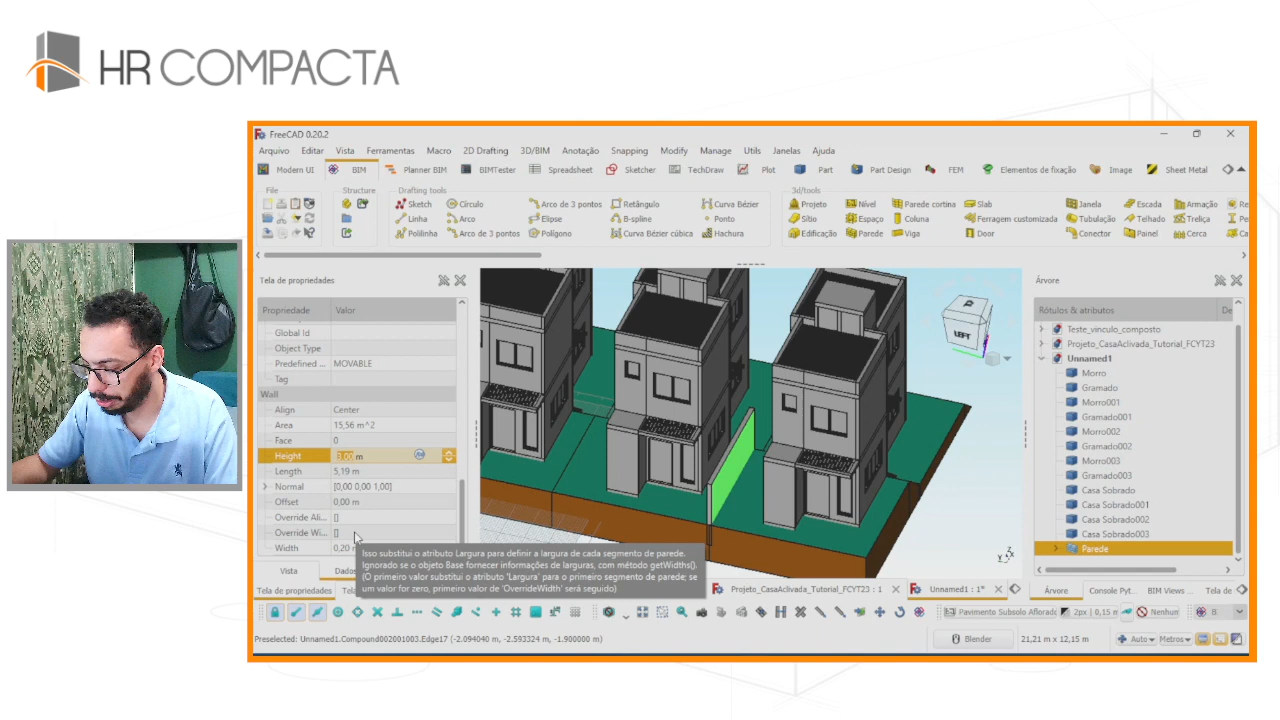 HR COMPACTA
FreeCAD 0.20.2
Arquivo Editar Vista Ferramentas Macro 2D Drafting 3D/BIM Anotação Snapping Modify Manage Utils Janelas Ajuda
Modern UI BIM Planner BIM BIMTester Spreadsheet Sketcher TechDraw Plot Part Part Design FEM Elementos de fixação Image Sheet Metal
File Structure Drafting tools 3d/tools
Sketch Círculo Arco de 3 pontos Retângulo Curva Bézier Projeto Nível Parede cortina Slab Janela Escada Armação Re
Linha Arco Elipse B-spline Ponto Sítio Espaço Coluna Ferragem customizada Tubulação Telhado Treliça Pe
Polilinha Arco de 3 pontos Polígono Curva Bézier cúbica Hachura Edificação Parede Viga Door Conector Painel Cerca Ca
Tela de propriedades
Propriedade Valor
Global Id
Object Type
Predefined ... MOVABLE
Tag
Wall
Align Center
Area 15,56 m^2
Face 0
Height 3,00 m
Length 5,19 m
Normal [0,00 0,00 1,00]
Offset 0,00 m
Override Ali... []
Override Wi... []
Width 0,20
Vista Dados
Isso substitui o atributo Largura para definir a largura de cada segmento de parede.
Ignorado se o objeto Base fornecer informações de larguras, com método getWidths().
(O primeiro valor substitui o atributo 'Largura' para o primeiro segmento de parede; se
um valor for zero, primeiro valor de 'OverrideWidth' será seguido)
LEFT
Árvore
Rótulos & atributos De
Teste_vinculo_composto
Projeto_CasaAclivada_Tutorial_FCYT23
Unnamed1
Morro
Gramado
Morro001
Gramado001
Morro002
Gramado002
Morro003
Gramado003
Casa Sobrado
Casa Sobrado001
Casa Sobrado002
Casa Sobrado003
Parede
Tela de propriedades Projeto_CasaAclivada_Tutorial_FCYT23 : 1 Unnamed1 : 1* Árvore Console Pyt... BIM Views ... Tela de
Pavimento Subsolo Aflorad 2px | 0,15 m Nenhum B.
Preselected: Unnamed1.Compound002001003.Edge17 (-2.094040 m, -2.593324 m, -1.900000 m) Blender 21,21 m x 12,15 m Auto Metros